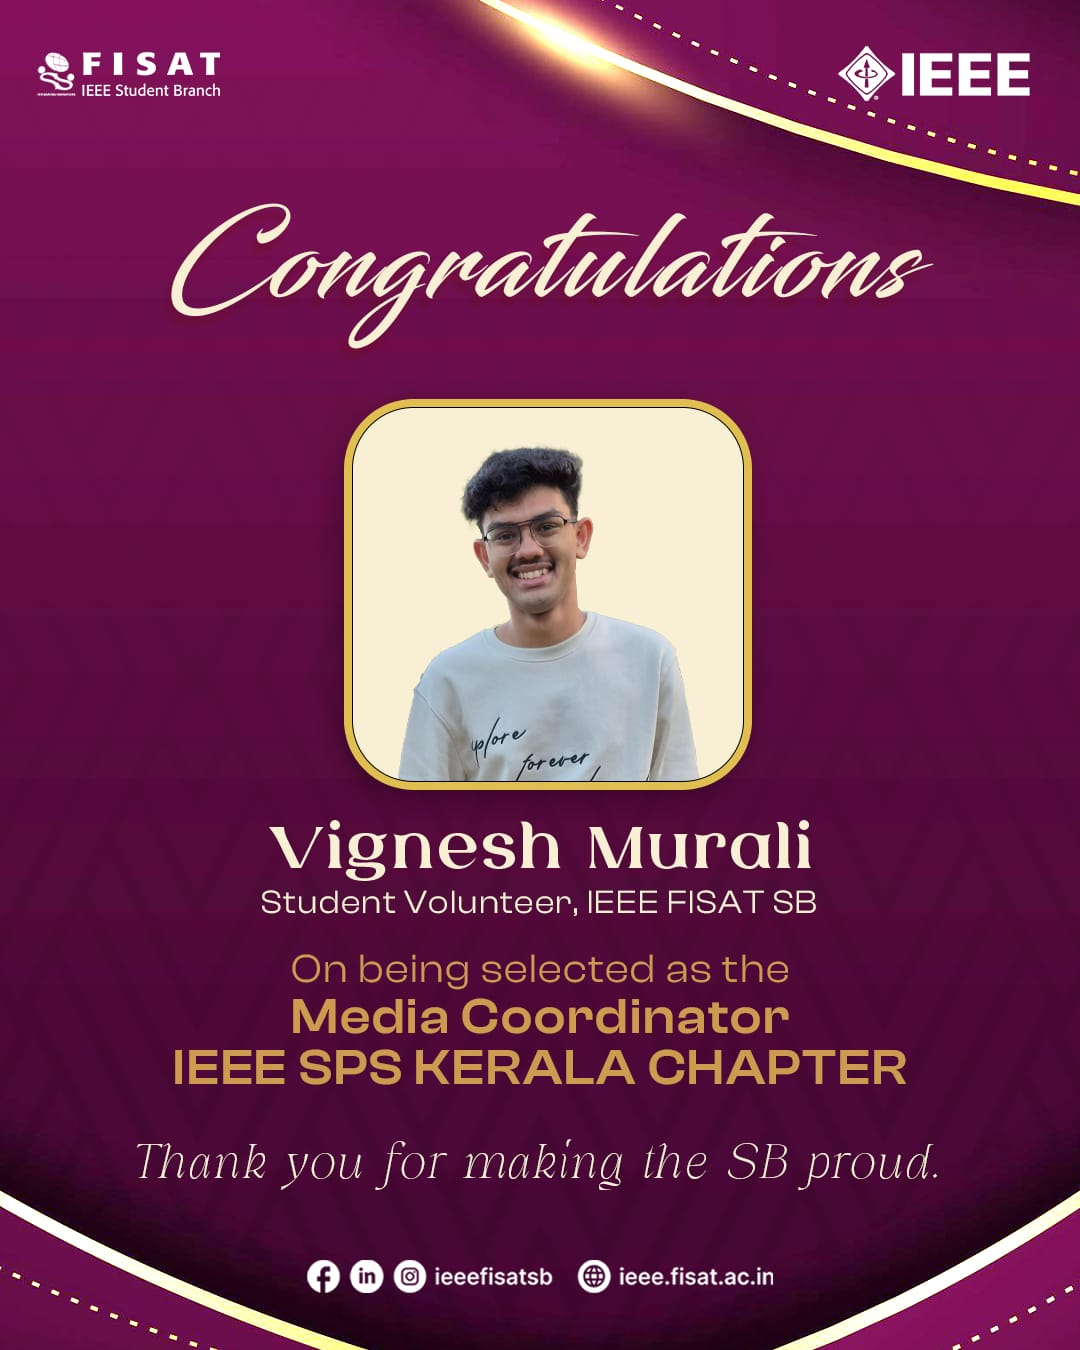 FISAT
IEEE Student Branch
IEEE
Congratulations
plore
forever
Vignesh Murali
Student Volunteer, IEEE FISAT SB
On being selected as the
Media Coordinator
IEEE SPS KERALA CHAPTER
Thank you for making the SB proud.
ieeefisatsb ieee.fisat.ac.in